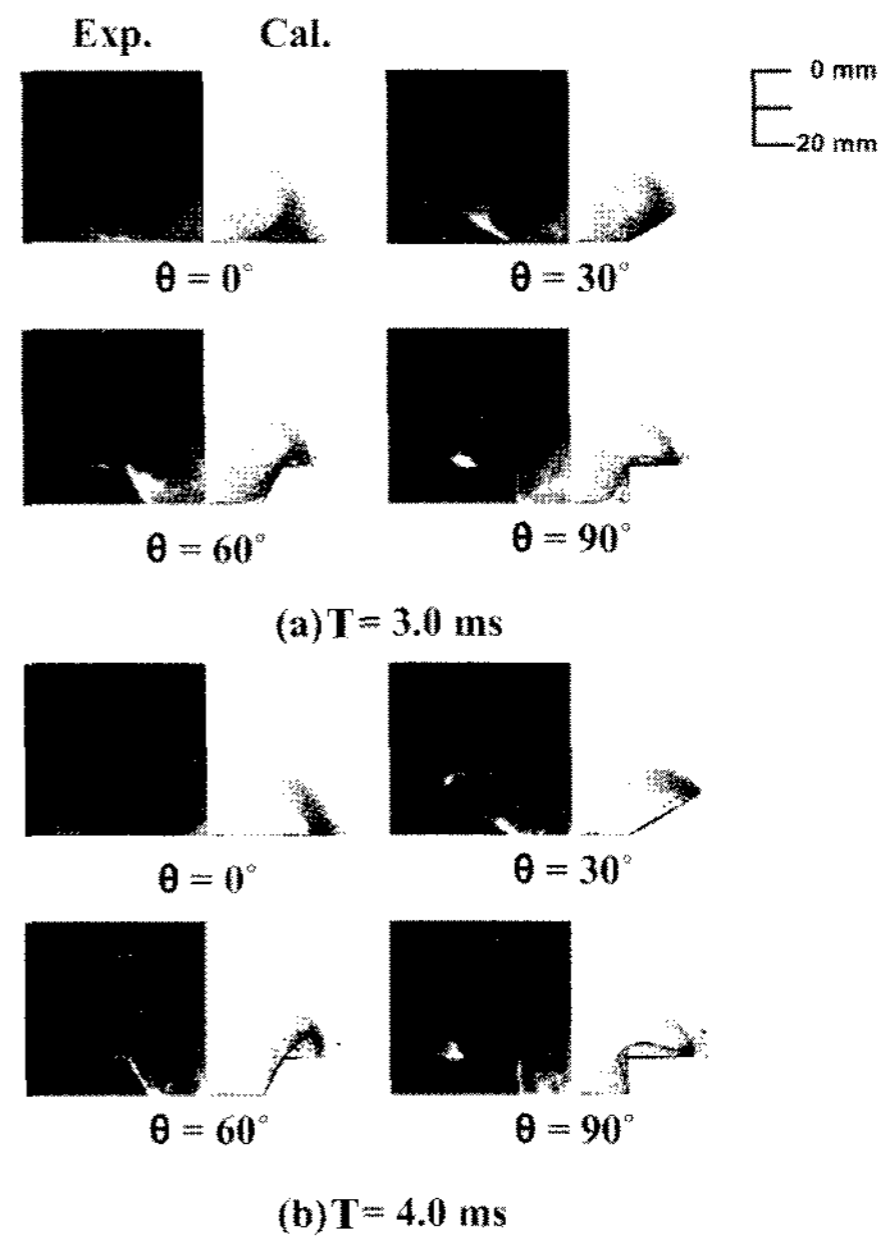 Exp. Cal.
0 mm
20 mm
θ = 0° θ = 30°
θ = 60° θ = 90°
(a) T = 3.0 ms
θ = 0° θ = 30°
θ = 60° θ = 90°
(b) T = 4.0 ms